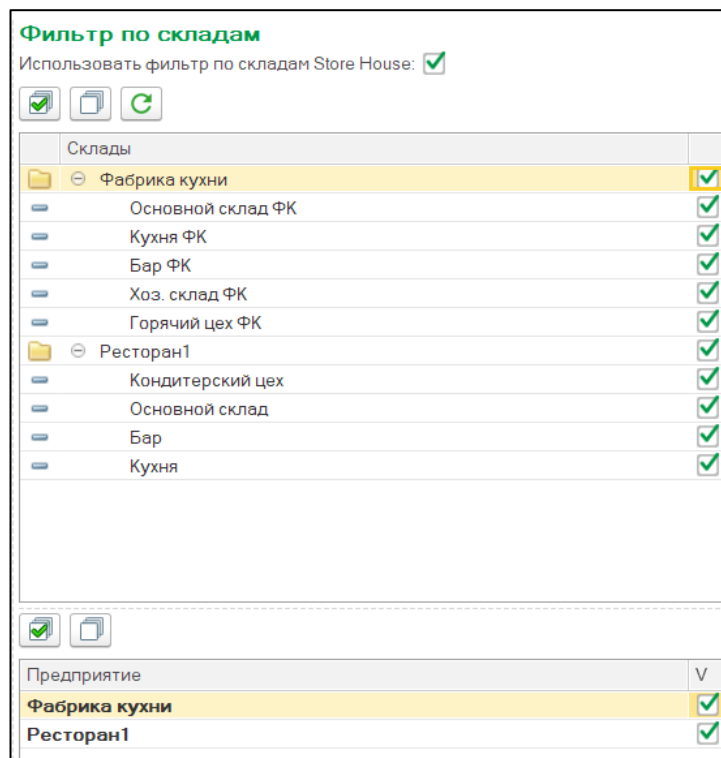 Фильтр по складам
Использовать фильтр по складам Store House:
Склады
Фабрика кухни
Основной склад ФК
Кухня ФК
Бар ФК
Хоз. склад ФК
Горячий цех ФК
Ресторан1
Кондитерский цех
Основной склад
Бар
Кухня
Предприятие V
Фабрика кухни
Ресторан1